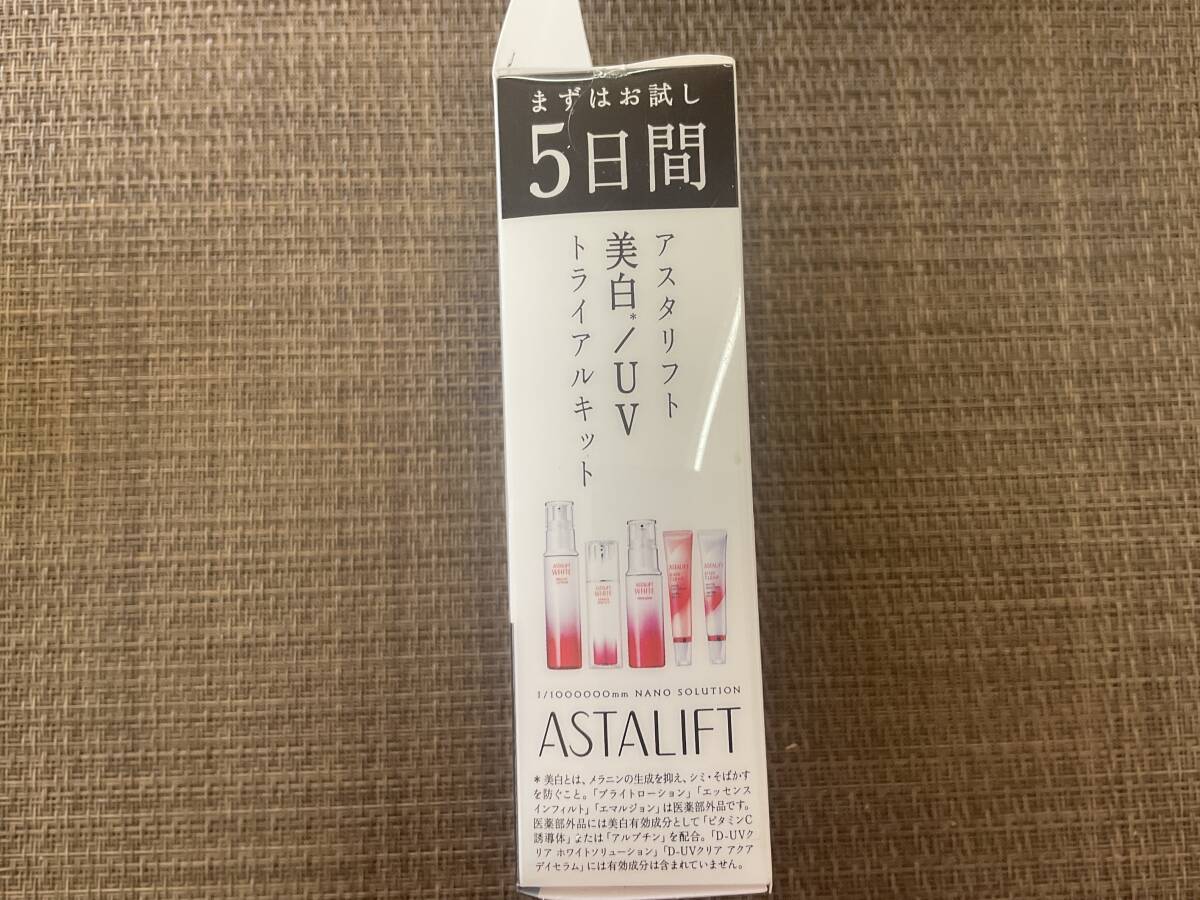 まずはお試し
5日間
アスタリフト
美白*/UV
トライアルキット
ASTALIFT
WHITE
ASTALIFT
WHITE
ASTALIFT
WHITE
ASTALIFT
ASTALIFT
1/1000000mm NANO SOLUTION
ASTALIFT
*美白とは、メラニンの生成を抑え、シミ・そばかす
を防ぐこと。「ブライトローション」「エッセンス
インフィルト」「エマルジョン」は医薬部外品です。
医薬部外品には美白有効成分として「ビタミンC
誘導体」または「アルブチン」を配合。「D-UVク
リア ホワイトソリューション」「D-UVクリア アクア
デイセラム」には有効成分は含まれていません。